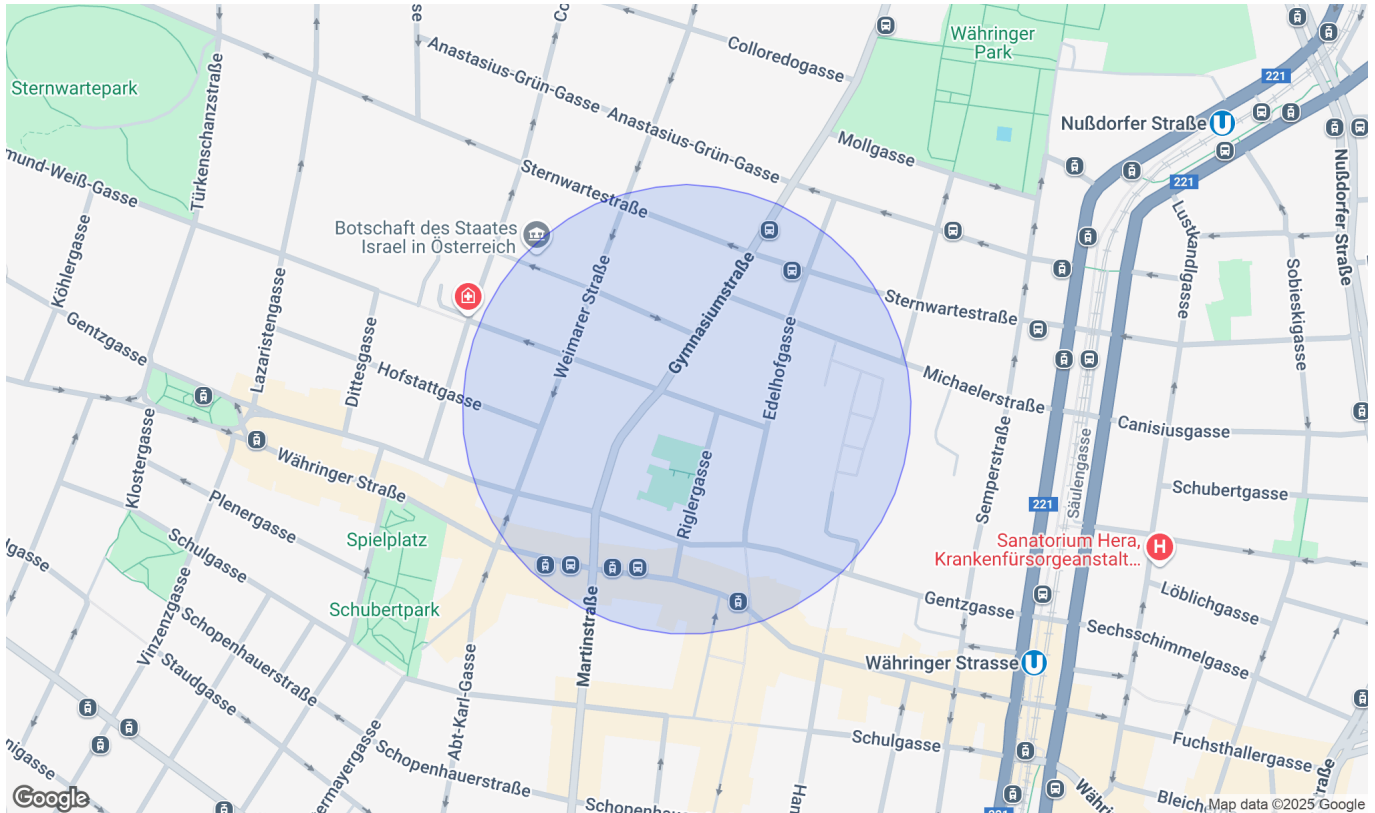 Colloredogasse
Währinger
Park
Anastasius-Grün-Gasse
Anastasius-Grün-Gasse
221
Sternwartepark
Türkenschanzstraße
Nußdorfer Straße
Mollgasse
221
Nußdorfer Straße
mund-Weiß-Gasse
Sternwartestraße
Köhlergasse
Botschaft des Staates
Israel in Österreich
Lustkandlgasse
Sobieskigasse
Gentzgasse
Lazaristengasse
Dittesgasse
Weimarer Straße
Gymnasiumstraße
Edelhofgasse
Sternwartestraße
Hofstattgasse
Michaelerstraße
Canisiusgasse
Klostergasse
Währinger Straße
Riglergasse
Semperstraße
Säulengasse
Schubertgasse
221
Plenergasse
Schulgasse
Spielplatz
Sanatorium Hera,
Krankenfürsorgeanstalt...
Schubertpark
Martinstraße
Gentzgasse
Löblichgasse
Sechsschimmelgasse
Vinzenzgasse
Schopenhauerstraße
Staudgasse
Abt-Karl-Gasse
Währinger Strasse
Schulgasse
Fuchsthallergasse
Schopenhauerstraße
Google
Map data ©2025 Google